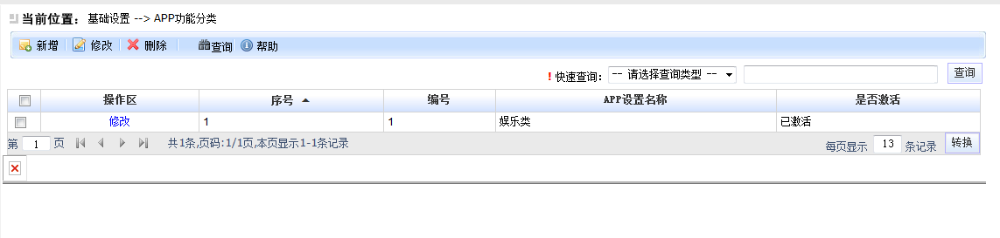 当前位置：基础设置 --> APP功能分类
新增 修改 删除 查询 帮助
! 快速查询： -- 请选择查询类型 -- 查询
操作区 序号 编号 APP设置名称 是否激活
修改 1 1 娱乐类 已激活
第 1 页 共1条,页码:1/1页,本页显示1-1条记录 每页显示 13 条记录 转换